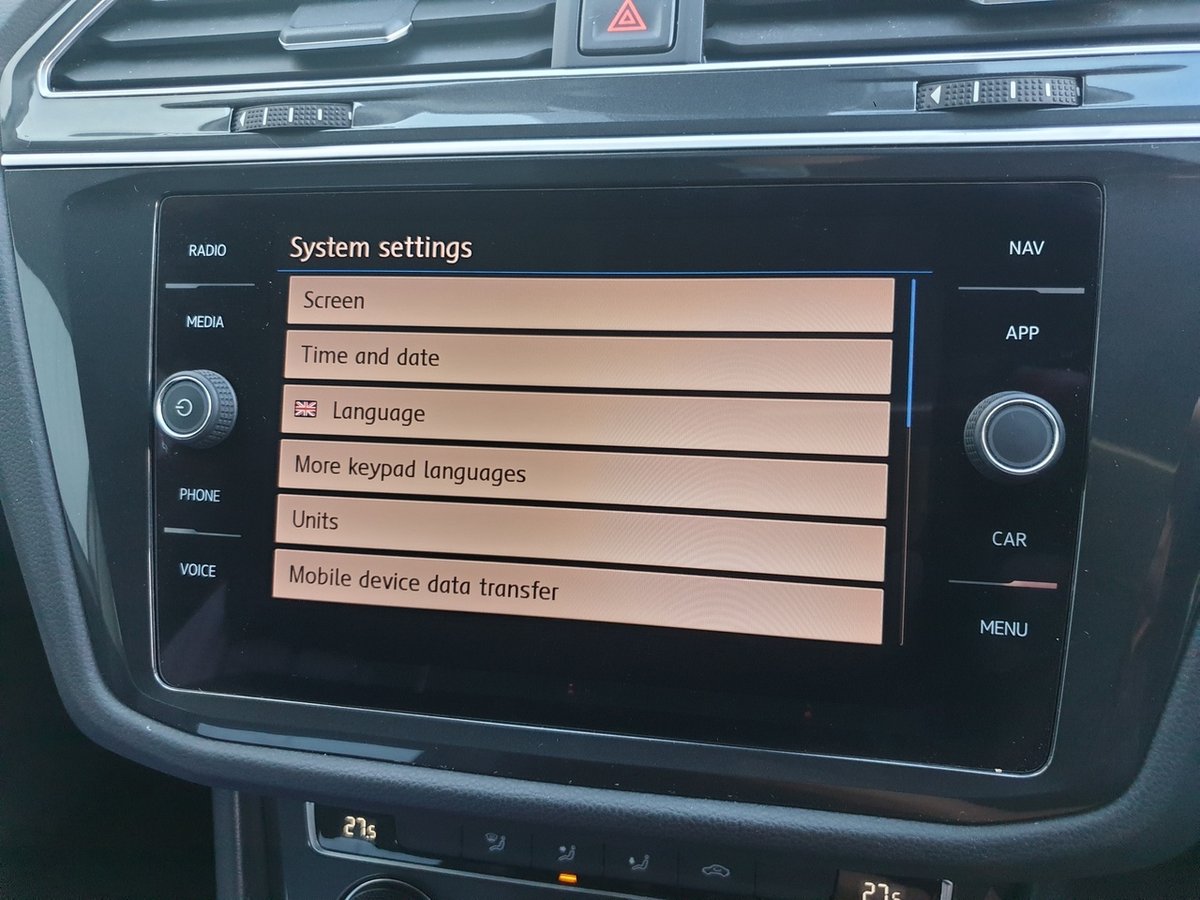 System settings
RADIO
NAV
Screen
MEDIA
APP
Time and date
Language
More keypad languages
PHONE
Units
CAR
VOICE
Mobile device data transfer
MENU
27.5
27.5